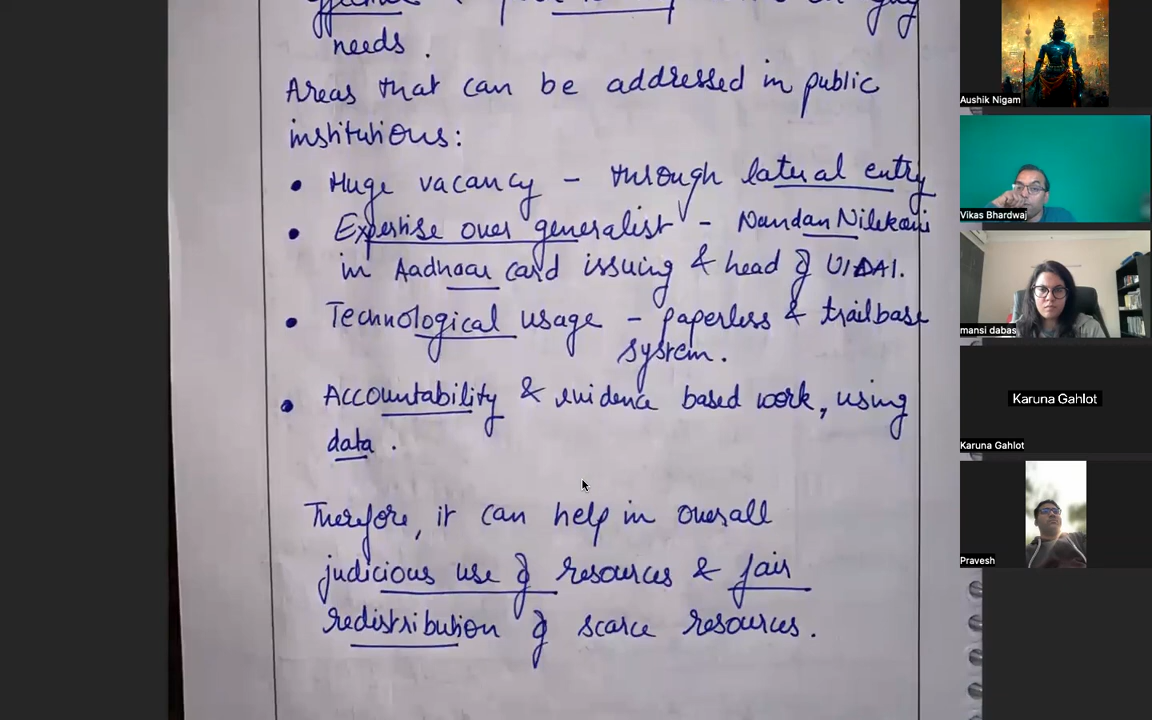 needs .
Areas that can be addressed in public
institutions:
• Huge vacancy - through lateral entry
• Expertise over generalist - Nandan Nilekani
in Aadhaar card issuing & head of UIDAI.
• Technological usage - paperless & trailbase
system.
• Accountability & evidence based work, using
data .
Therefore, it can help in overall
judicious use of resources & fair
redistribution of scarce resources.
Aushik Nigam
Vikas Bhardwaj
mansi dabas
Karuna Gahlot
Karuna Gahlot
Pravesh